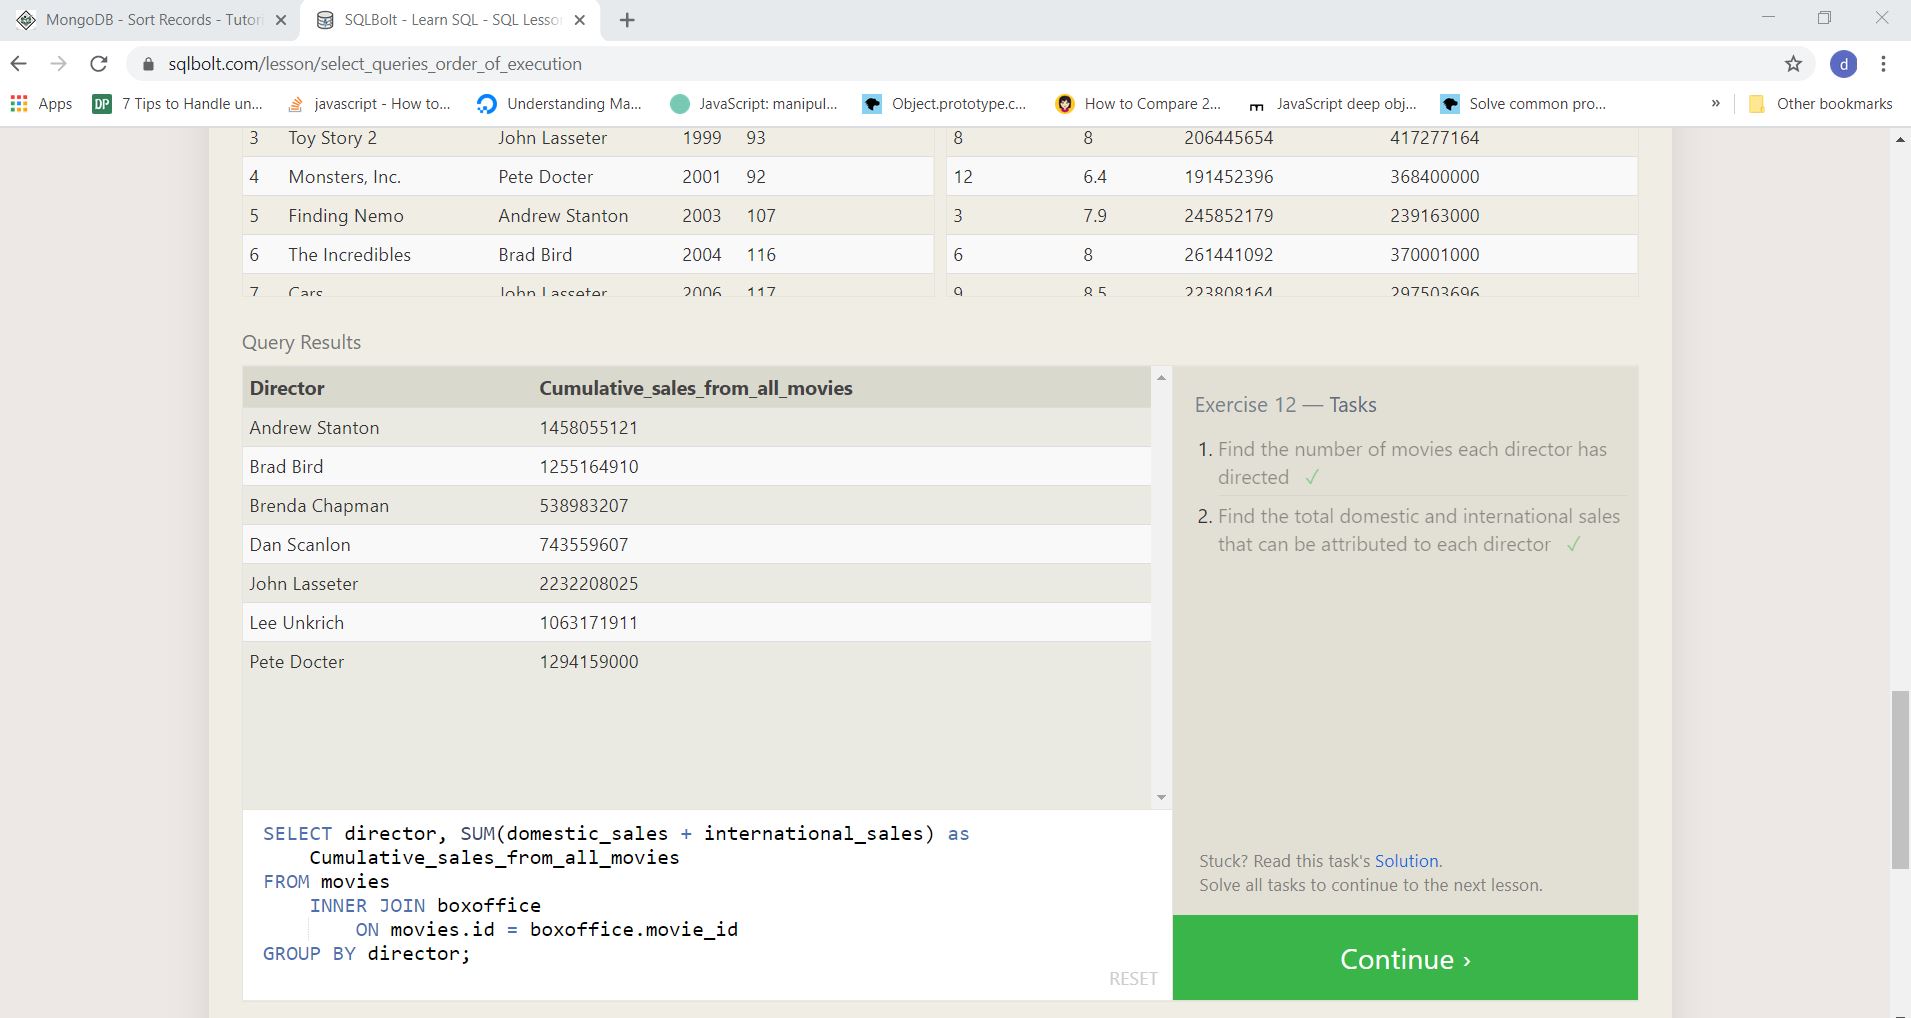 MongoDB - Sort Records - Tutori
SQLBolt - Learn SQL - SQL Lesso
sqlbolt.com/lesson/select_queries_order_of_execution
d
Apps
DP 7 Tips to Handle un...
javascript - How to...
Understanding Ma...
JavaScript: manipul...
Object.prototype.c...
How to Compare 2...
m JavaScript deep obj...
Solve common pro...
»
Other bookmarks
3 Toy Story 2 John Lasseter 1999 93
8 8 206445654 417277164
4 Monsters, Inc. Pete Docter 2001 92
12 6.4 191452396 368400000
5 Finding Nemo Andrew Stanton 2003 107
3 7.9 245852179 239163000
6 The Incredibles Brad Bird 2004 116
6 8 261441092 370001000
7 Cars John Lasseter 2006 117
9 8.5 223808164 297503696
Query Results
Director Cumulative_sales_from_all_movies
Andrew Stanton 1458055121
Brad Bird 1255164910
Brenda Chapman 538983207
Dan Scanlon 743559607
John Lasseter 2232208025
Lee Unkrich 1063171911
Pete Docter 1294159000
SELECT director, SUM(domestic_sales + international_sales) as
Cumulative_sales_from_all_movies
FROM movies
INNER JOIN boxoffice
ON movies.id = boxoffice.movie_id
GROUP BY director;
RESET
Exercise 12 — Tasks
1. Find the number of movies each director has
directed ✓
2. Find the total domestic and international sales
that can be attributed to each director ✓
Stuck? Read this task's Solution.
Solve all tasks to continue to the next lesson.
Continue ›